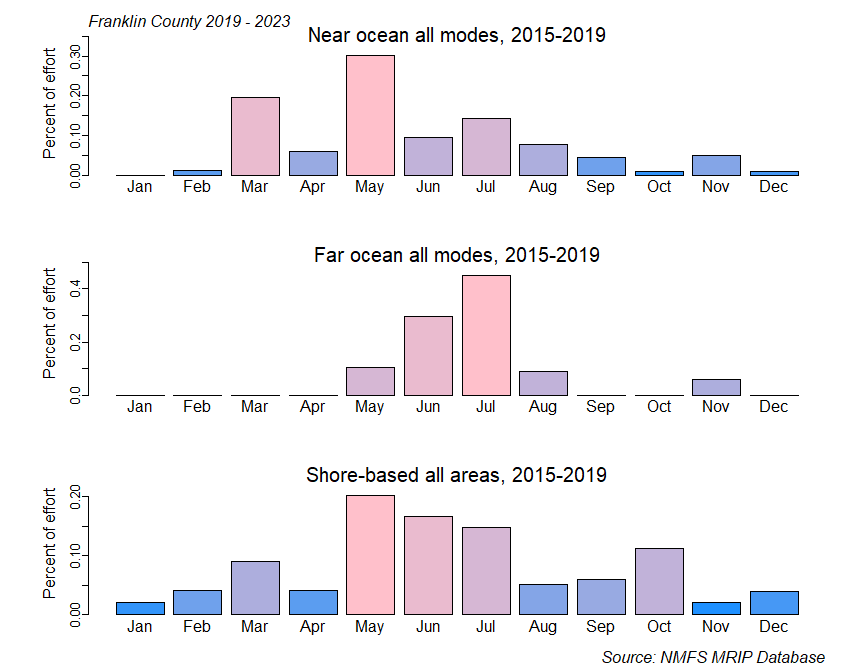 Franklin County 2019 - 2023
Near ocean all modes, 2015-2019
Percent of effort
0.00 0.10 0.20 0.30
Jan Feb Mar Apr May Jun Jul Aug Sep Oct Nov Dec
Far ocean all modes, 2015-2019
Percent of effort
0.0 0.2 0.4
Jan Feb Mar Apr May Jun Jul Aug Sep Oct Nov Dec
Shore-based all areas, 2015-2019
Percent of effort
0.00 0.10 0.20
Jan Feb Mar Apr May Jun Jul Aug Sep Oct Nov Dec
Source: NMFS MRIP Database